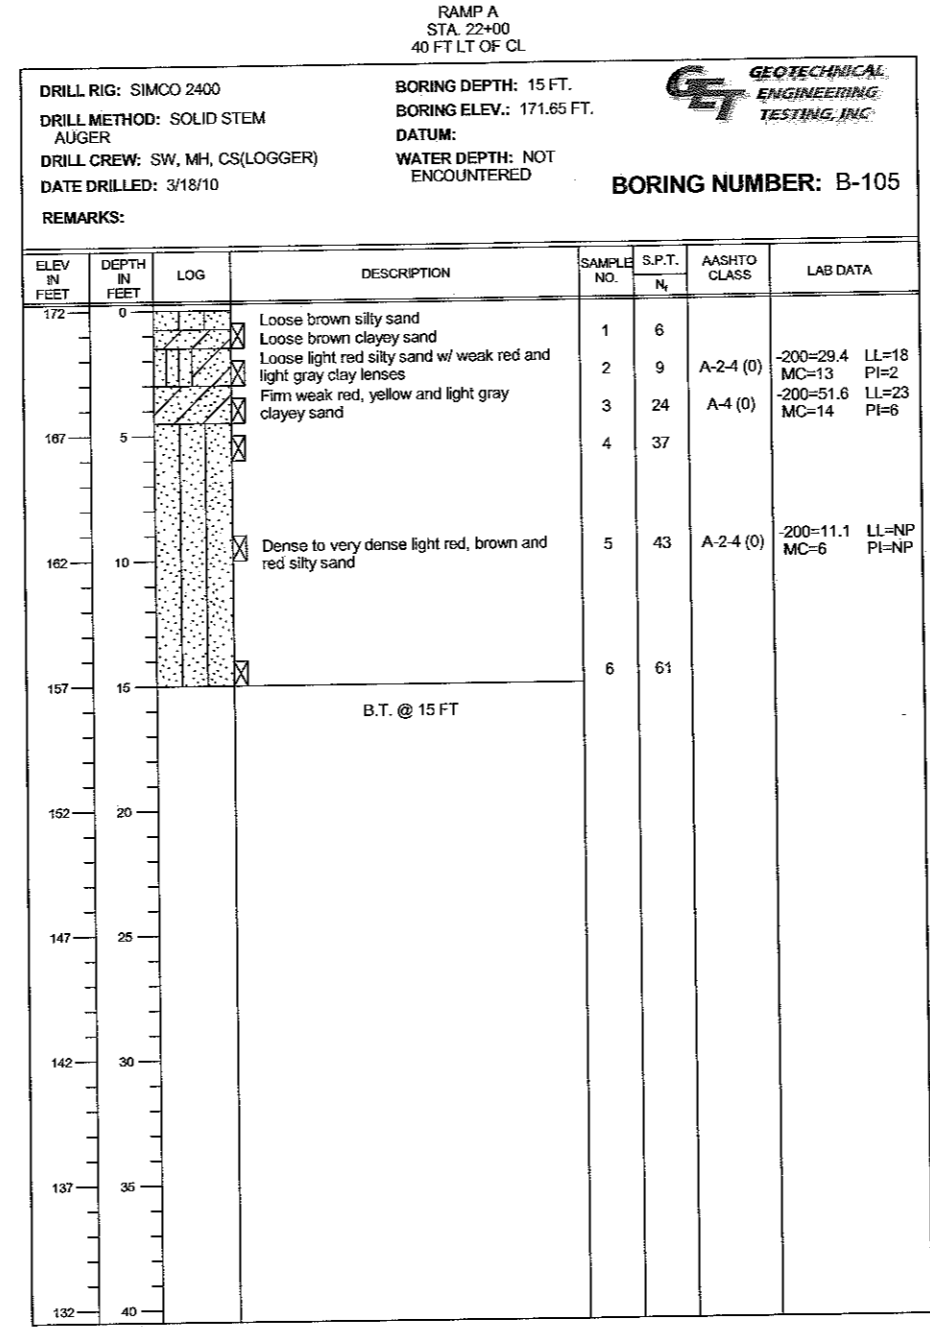 RAMP A
STA. 22+00
40 FT LT OF CL
DRILL RIG: SIMCO 2400
DRILL METHOD: SOLID STEM
AUGER
DRILL CREW: SW, MH, CS(LOGGER)
DATE DRILLED: 3/18/10
REMARKS:
BORING DEPTH: 15 FT.
BORING ELEV.: 171.65 FT.
DATUM:
WATER DEPTH: NOT
ENCOUNTERED
GET
GEOTECHNICAL
ENGINEERING
TESTING, INC
BORING NUMBER: B-105
ELEV
IN
FEET
DEPTH
IN
FEET
LOG
DESCRIPTION
SAMPLE
NO.
S.P.T.
Nf
AASHTO
CLASS
LAB DATA
172 0
Loose brown silty sand
Loose brown clayey sand
1 6
Loose light red silty sand w/ weak red and
light gray clay lenses
2 9 A-2-4 (0)
-200=29.4 LL=18
MC=13 PI=2
Firm weak red, yellow and light gray
clayey sand
3 24 A-4 (0)
-200=51.6 LL=23
MC=14 PI=6
167 5
4 37
Dense to very dense light red, brown and
red silty sand
5 43 A-2-4 (0)
-200=11.1 LL=NP
MC=6 PI=NP
162 10
6 61
157 15
B.T. @ 15 FT
152 20
147 25
142 30
137 35
132 40